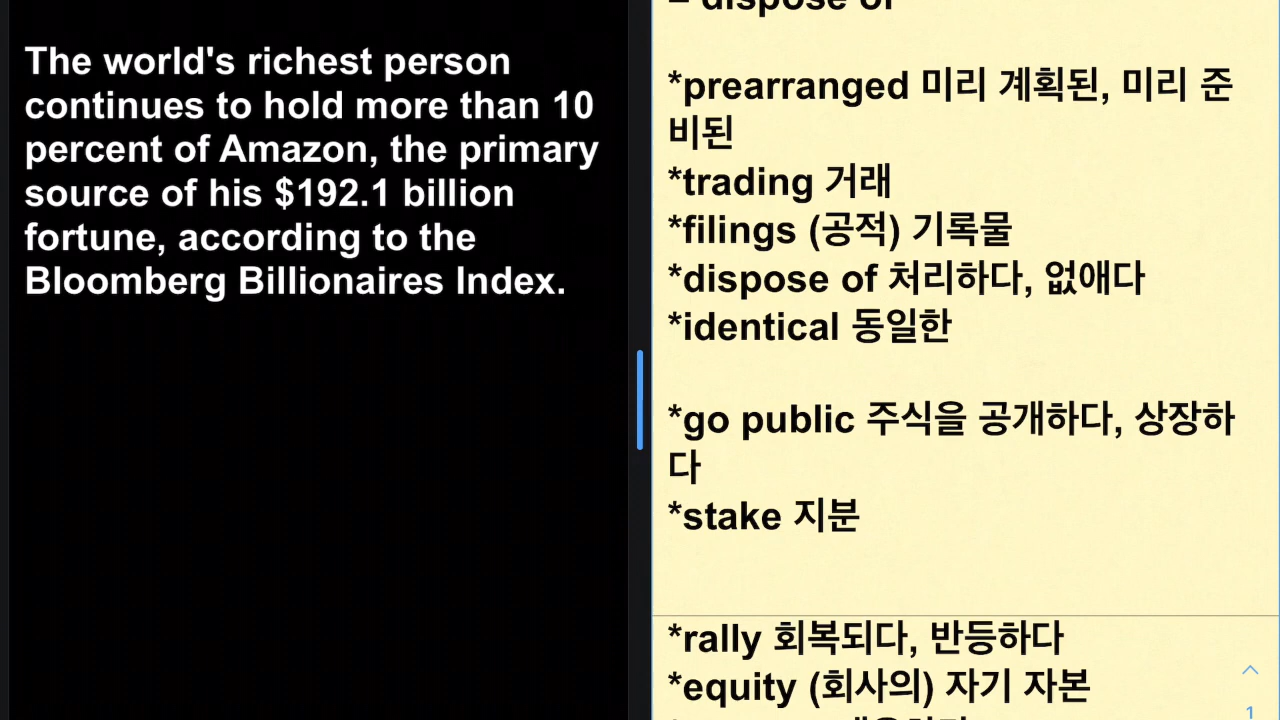 The world's richest person
continues to hold more than 10
percent of Amazon, the primary
source of his $192.1 billion
fortune, according to the
Bloomberg Billionaires Index.
= dispose of
*prearranged 미리 계획된, 미리 준
비된
*trading 거래
*filings (공적) 기록물
*dispose of 처리하다, 없애다
*identical 동일한
*go public 주식을 공개하다, 상장하
다
*stake 지분
*rally 회복되다, 반등하다
*equity (회사의) 자기 자본
1